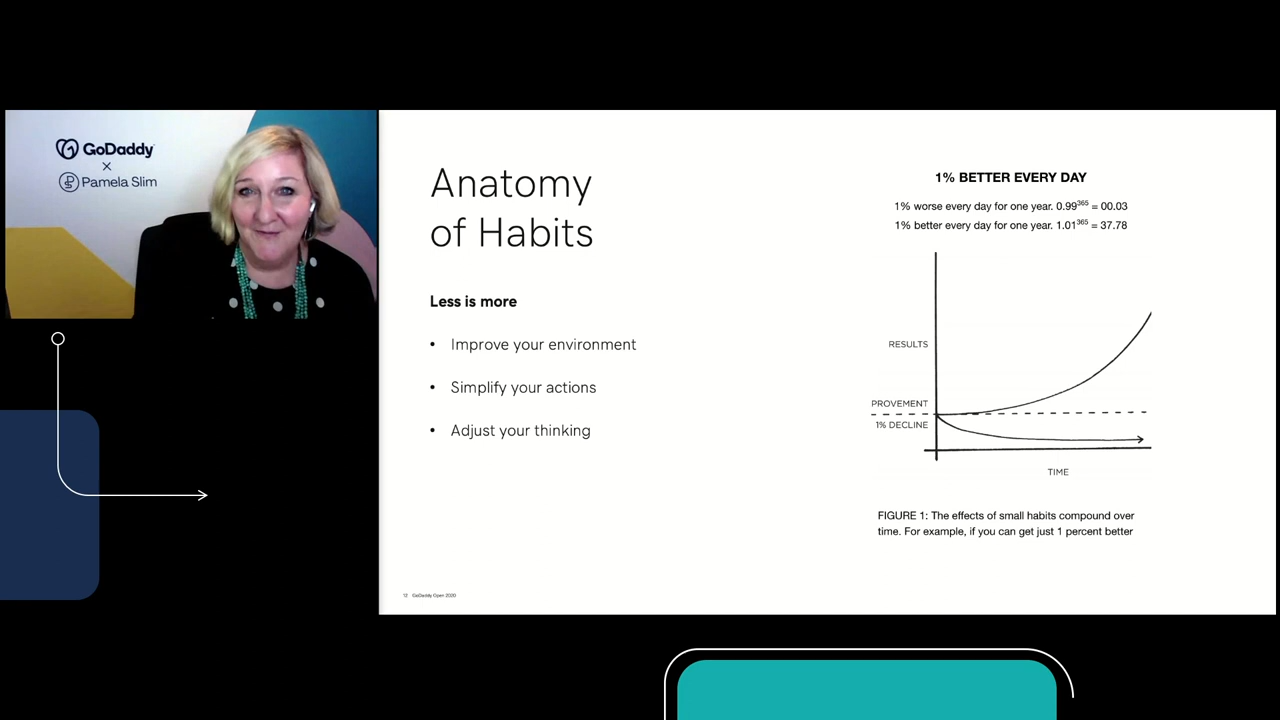 GoDaddy
×
Pamela Slim
Anatomy
of Habits
Less is more
• Improve your environment
• Simplify your actions
• Adjust your thinking
12 GoDaddy Open 2020
1% BETTER EVERY DAY
1% worse every day for one year. 0.99³⁶⁵ = 00.03
1% better every day for one year. 1.01³⁶⁵ = 37.78
RESULTS
PROVEMENT
1% DECLINE
TIME
FIGURE 1: The effects of small habits compound over
time. For example, if you can get just 1 percent better